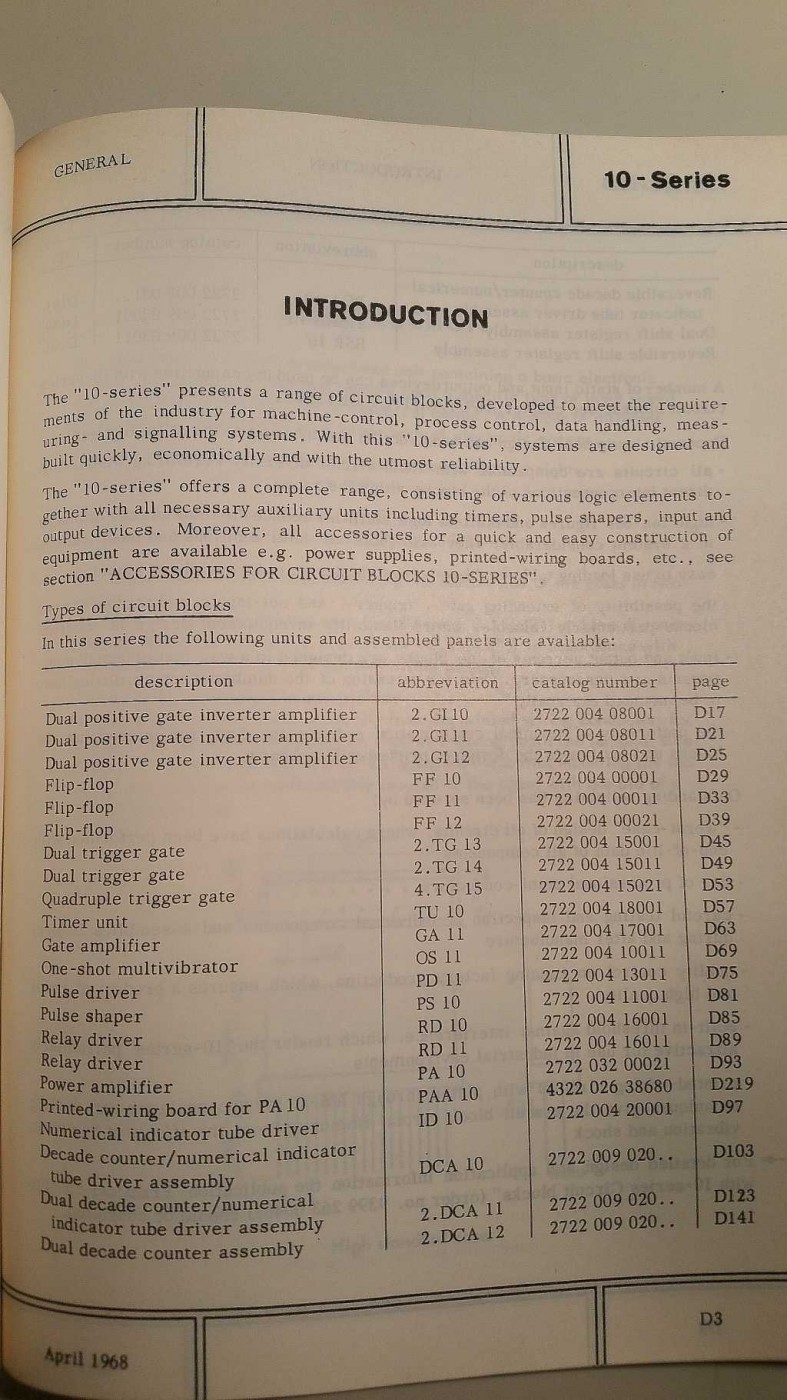 GENERAL
10 - Series
INTRODUCTION
The "10-series" presents a range of circuit blocks, developed to meet the require-
ments of the industry for machine-control, process control, data handling, meas-
uring- and signalling systems. With this "10-series", systems are designed and
built quickly, economically and with the utmost reliability.
The "10-series" offers a complete range, consisting of various logic elements to-
gether with all necessary auxiliary units including timers, pulse shapers, input and
output devices. Moreover, all accessories for a quick and easy construction of
equipment are available e.g. power supplies, printed-wiring boards, etc., see
section "ACCESSORIES FOR CIRCUIT BLOCKS 10-SERIES".
Types of circuit blocks
In this series the following units and assembled panels are available:
description abbreviation catalog number page
Dual positive gate inverter amplifier 2.GI 10 2722 004 08001 D17
Dual positive gate inverter amplifier 2.GI 11 2722 004 08011 D21
Dual positive gate inverter amplifier 2.GI 12 2722 004 08021 D25
Flip-flop FF 10 2722 004 00001 D29
Flip-flop FF 11 2722 004 00011 D33
Flip-flop FF 12 2722 004 00021 D39
Dual trigger gate 2.TG 13 2722 004 15001 D45
Dual trigger gate 2.TG 14 2722 004 15011 D49
Quadruple trigger gate 4.TG 15 2722 004 15021 D53
Timer unit TU 10 2722 004 18001 D57
Gate amplifier GA 11 2722 004 17001 D63
One-shot multivibrator OS 11 2722 004 10011 D69
Pulse driver PD 11 2722 004 13011 D75
Pulse shaper PS 10 2722 004 11001 D81
Relay driver RD 10 2722 004 16001 D85
Relay driver RD 11 2722 004 16011 D89
Power amplifier PA 10 2722 032 00021 D93
Printed-wiring board for PA 10 PAA 10 4322 026 38680 D219
Numerical indicator tube driver ID 10 2722 004 20001 D97
Decade counter/numerical indicator
tube driver assembly DCA 10 2722 009 020.. D103
Dual decade counter/numerical
indicator tube driver assembly 2.DCA 11 2722 009 020.. D123
Dual decade counter assembly 2.DCA 12 2722 009 020.. D141
April 1968
D3